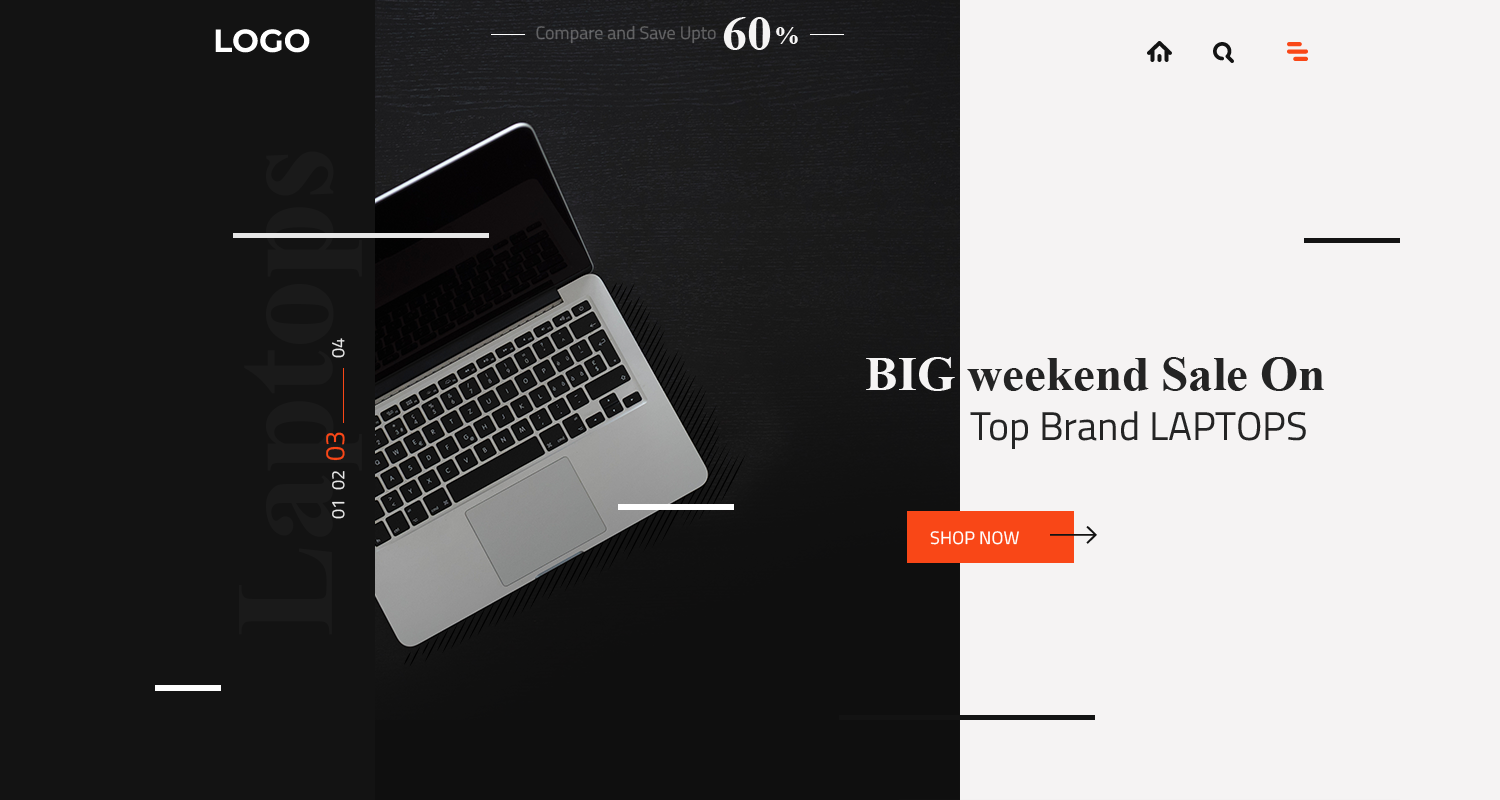 LOGO
Compare and Save Upto 60%
Laptops
01 02 03 04
BIG weekend Sale On
Top Brand LAPTOPS
SHOP NOW